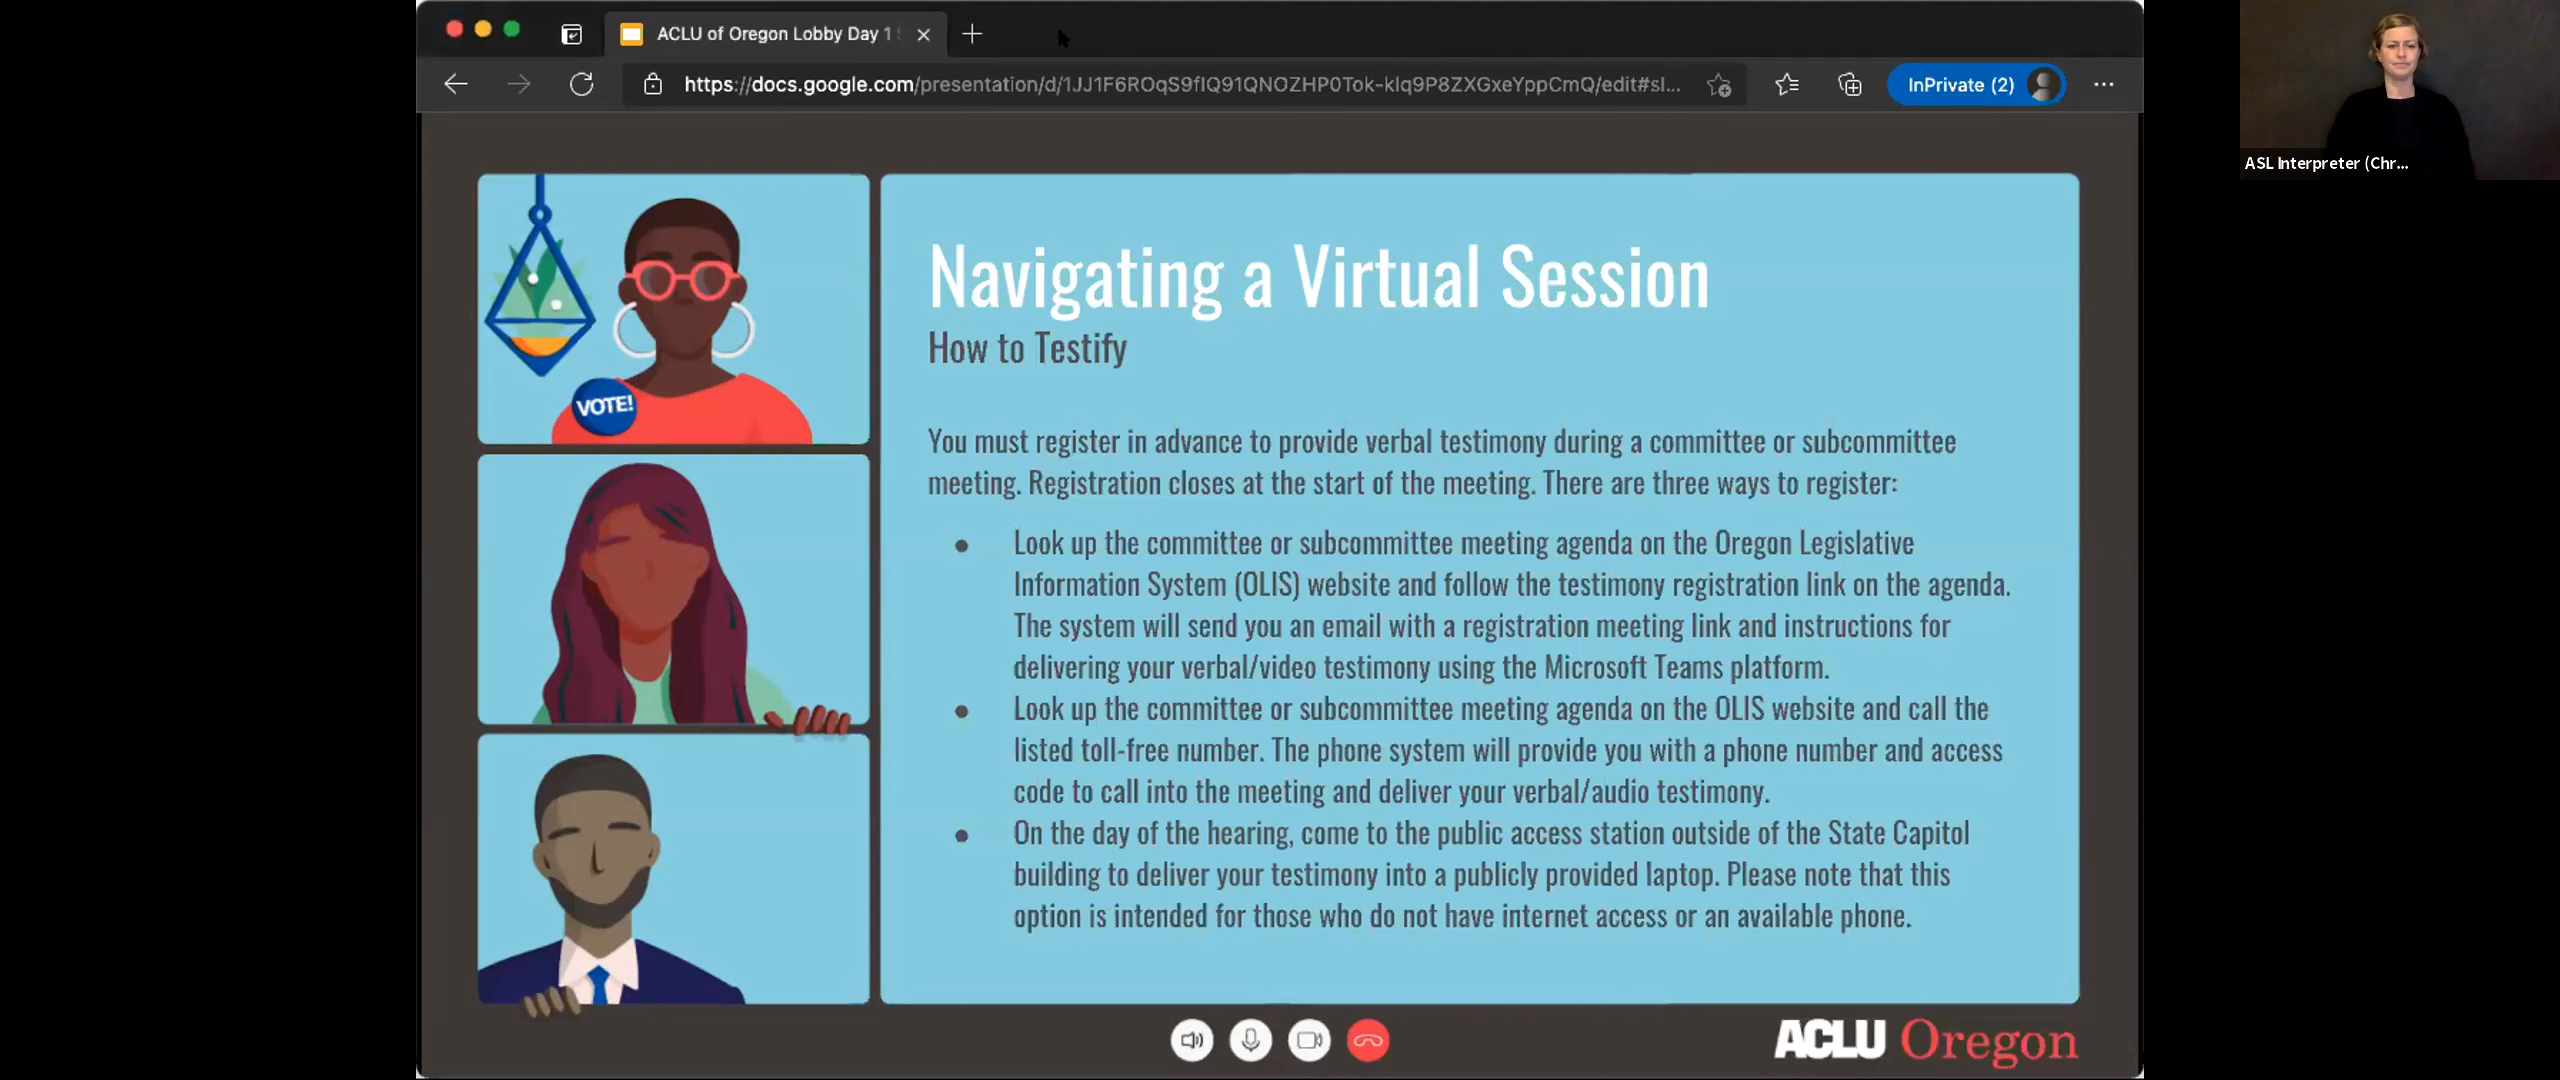 ACLU of Oregon Lobby Day 1
https://docs.google.com/presentation/d/1JJ1F6ROqS9fIQ91QNOZHP0Tok-kIq9P8ZXGxeYppCmQ/edit#sl...
InPrivate (2)
ASL Interpreter (Chr...
VOTE!
Navigating a Virtual Session
How to Testify
You must register in advance to provide verbal testimony during a committee or subcommittee
meeting. Registration closes at the start of the meeting. There are three ways to register:
● Look up the committee or subcommittee meeting agenda on the Oregon Legislative
Information System (OLIS) website and follow the testimony registration link on the agenda.
The system will send you an email with a registration meeting link and instructions for
delivering your verbal/video testimony using the Microsoft Teams platform.
● Look up the committee or subcommittee meeting agenda on the OLIS website and call the
listed toll-free number. The phone system will provide you with a phone number and access
code to call into the meeting and deliver your verbal/audio testimony.
● On the day of the hearing, come to the public access station outside of the State Capitol
building to deliver your testimony into a publicly provided laptop. Please note that this
option is intended for those who do not have internet access or an available phone.
ACLU Oregon